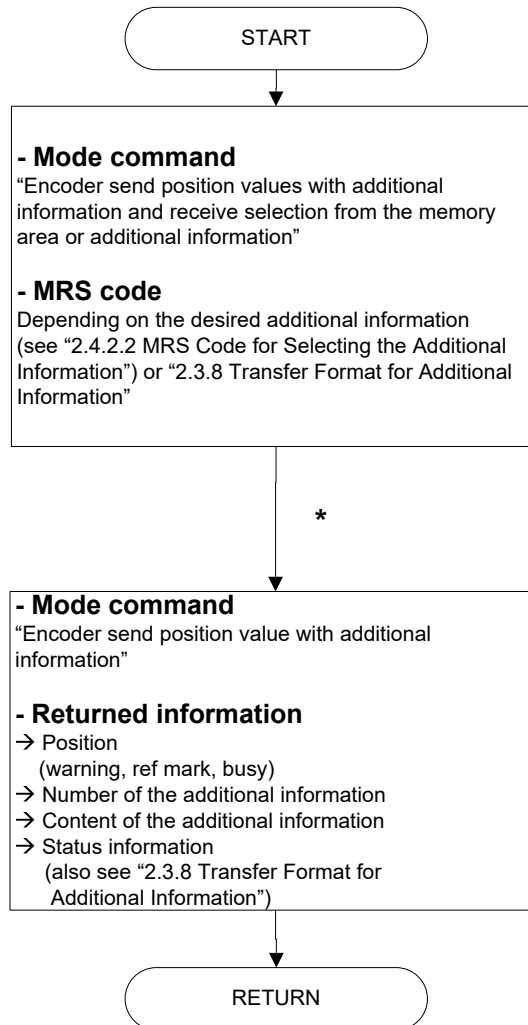 START
- Mode command
“Encoder send position values with additional
information and receive selection from the memory
area or additional information”
- MRS code
Depending on the desired additional information
(see “2.4.2.2 MRS Code for Selecting the Additional
Information”) or “2.3.8 Transfer Format for Additional
Information”
*
- Mode command
“Encoder send position value with additional
information”
- Returned information
→ Position
(warning, ref mark, busy)
→ Number of the additional information
→ Content of the additional information
→ Status information
(also see “2.3.8 Transfer Format for
Additional Information”)
RETURN